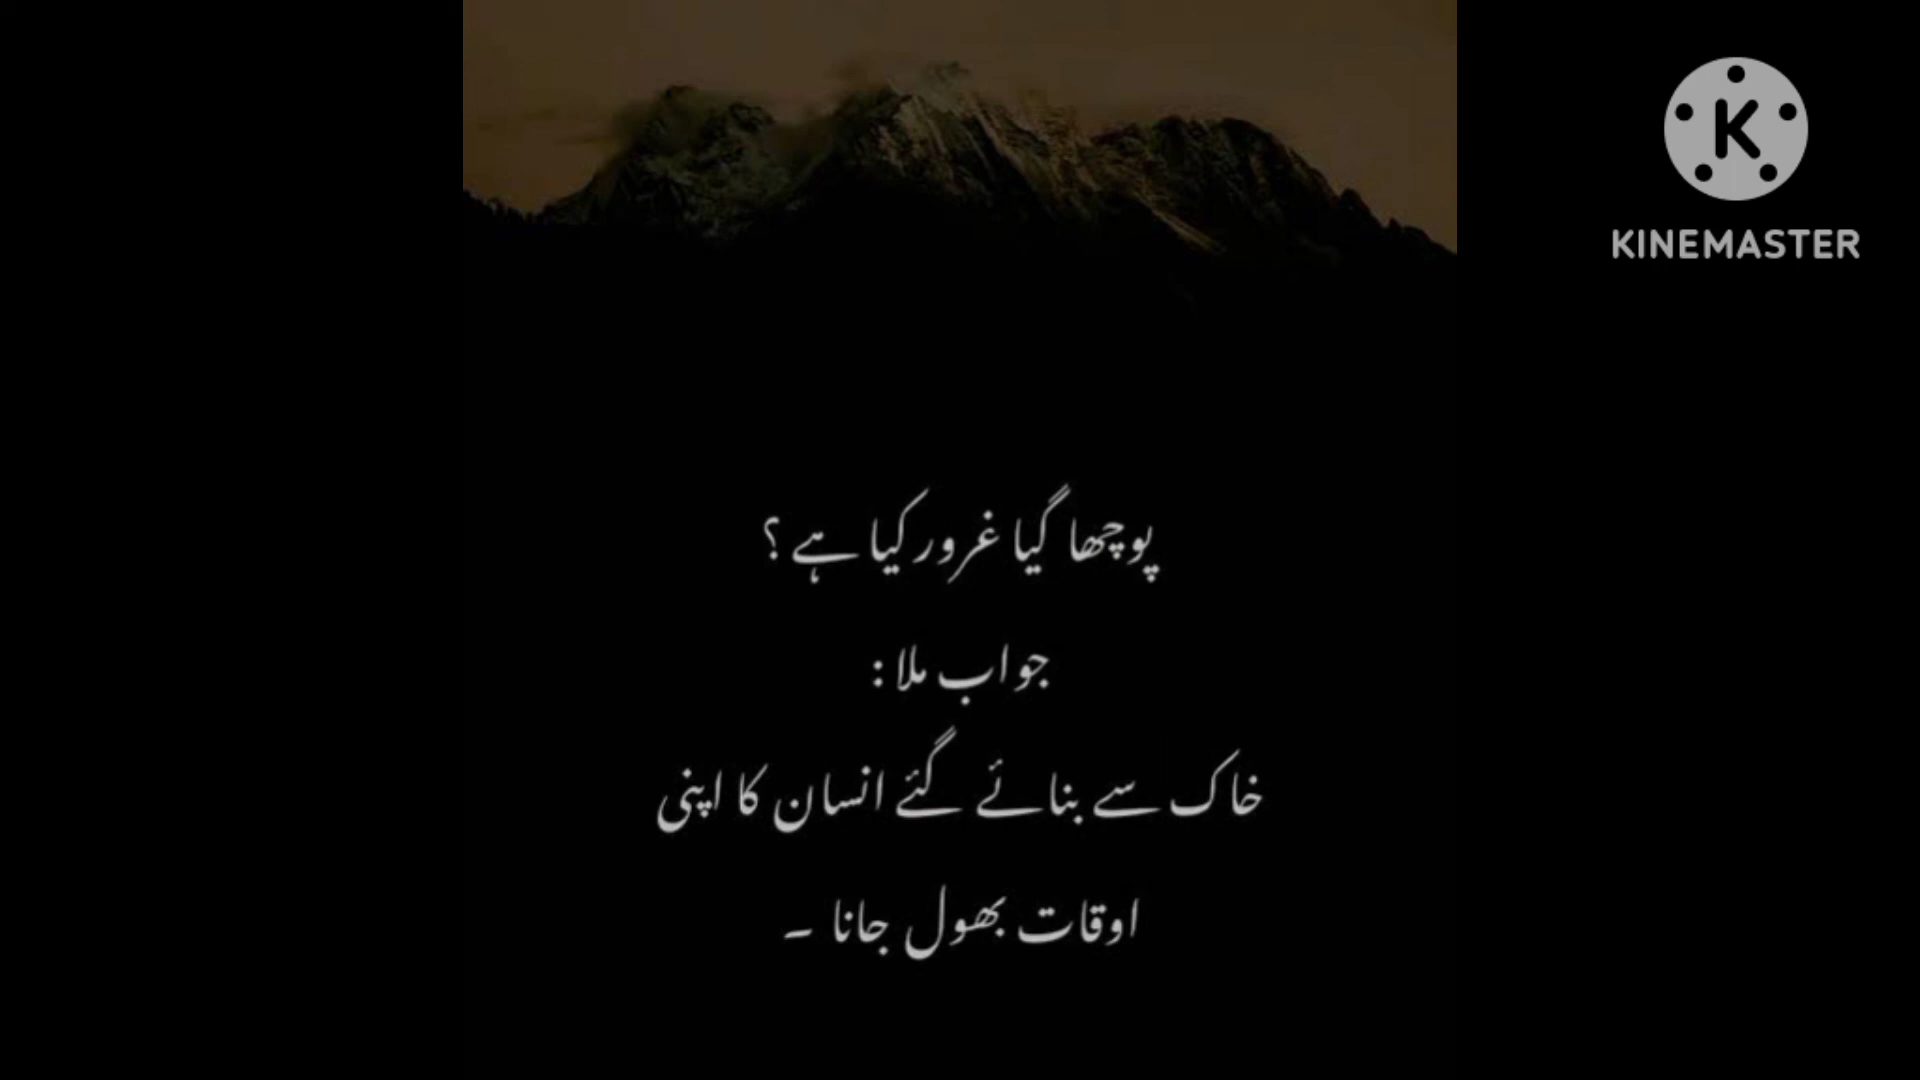 KINEMASTER
پوچھا گیا غرور کیا ہے ؟
جواب ملا :
خاک سے بنائے گئے انسان کا اپنی
اوقات بھول جانا ۔